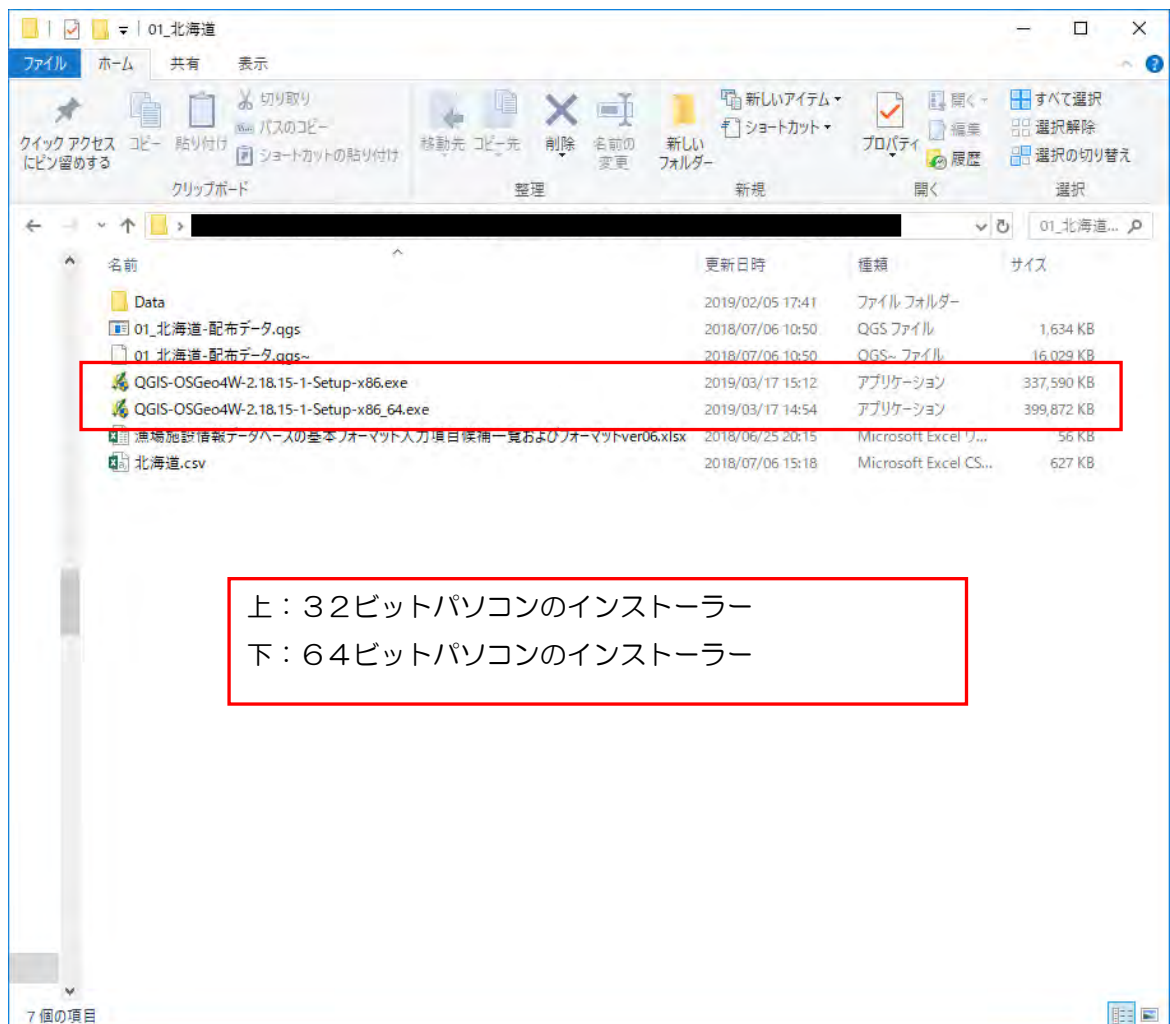 01_北海道
ファイル ホーム 共有 表示
クイック アクセスにピン留めする
コピー
貼り付け
切り取り
パスのコピー
ショートカットの貼り付け
クリップボード
移動先
コピー先
削除
名前の変更
整理
新しいフォルダー
新しいアイテム
ショートカット
新規
プロパティ
開く
編集
履歴
開く
すべて選択
選択解除
選択の切り替え
選択
01_北海道...
名前 更新日時 種類 サイズ
Data 2019/02/05 17:41 ファイル フォルダー
01_北海道-配布データ.qgs 2018/07/06 10:50 QGS ファイル 1,634 KB
01_北海道-配布データ.qgs~ 2018/07/06 10:50 QGS~ ファイル 16,029 KB
QGIS-OSGeo4W-2.18.15-1-Setup-x86.exe 2019/03/17 15:12 アプリケーション 337,590 KB
QGIS-OSGeo4W-2.18.15-1-Setup-x86_64.exe 2019/03/17 14:54 アプリケーション 399,872 KB
漁場施設情報データベースの基本フォーマット入力項目候補一覧およびフォーマットver06.xlsx 2018/06/25 20:15 Microsoft Excel ワ... 56 KB
北海道.csv 2018/07/06 15:18 Microsoft Excel CS... 627 KB
上：３２ビットパソコンのインストーラー
下：６４ビットパソコンのインストーラー
7 個の項目